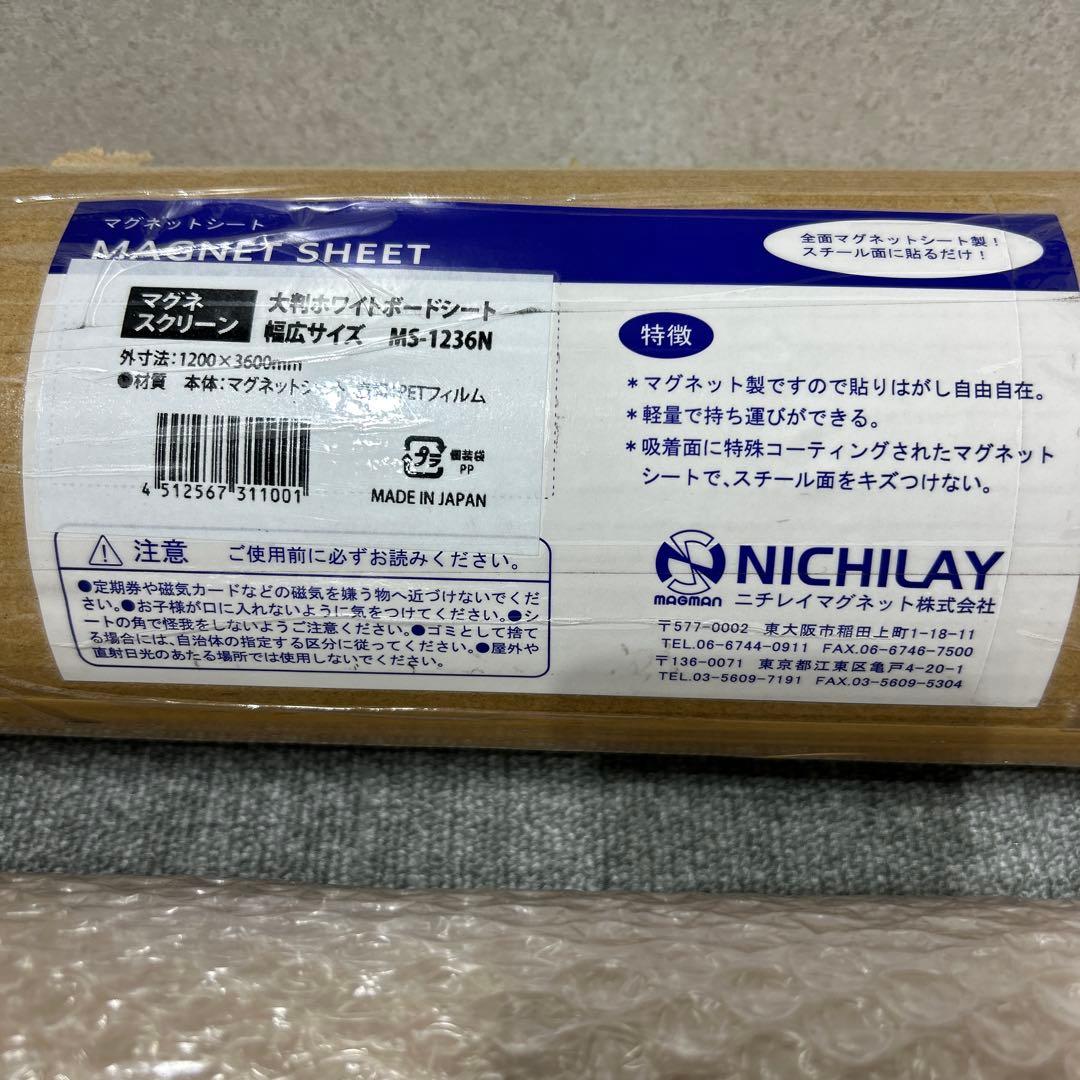 マグネットシート
MAGNET SHEET
全面マグネットシート製!
スチール面に貼るだけ!
マグネ
スクリーン
大判ホワイトボードシート
幅広サイズ MS-1236N
外寸法:1200×3600mm
●材質 本体:マグネットシート PETフィルム
4 512567 311001
プラ
個装袋
PP
MADE IN JAPAN
特徴
*マグネット製ですので貼りはがし自由自在。
*軽量で持ち運びができる。
*吸着面に特殊コーティングされたマグネット
シートで、スチール面をキズつけない。
注意 ご使用前に必ずお読みください。
●定期券や磁気カードなどの磁気を嫌う物へ近づけないでくだ
さい。●お子様が口に入れないように気をつけてください。●シー
トの角で怪我をしないようご注意ください。●ゴミとして捨て
る場合には、自治体の指定する区分に従ってください。●屋外や
直射日光のあたる場所では使用しないでください。
MAGMAN
NICHILAY
ニチレイマグネット株式会社
〒577-0002 東大阪市稲田上町1-18-11
TEL.06-6744-0911 FAX.06-6746-7500
〒136-0071 東京都江東区亀戸4-20-1
TEL.03-5609-7191 FAX.03-5609-5304